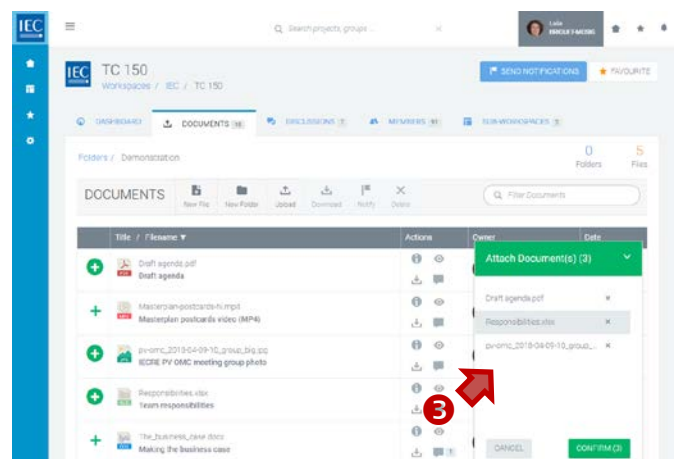 IEC
Search projects, groups ...
Lula
IEC
TC 150
Workspaces / IEC / TC 150
SEND NOTIFICATIONS
FAVOURITE
DASHBOARD
DOCUMENTS
DISCUSSIONS
MEMBERS
SUB-WORKSPACES
Folders / Demonstration
0
Folders
5
Files
DOCUMENTS
New File
New Folder
Upload
Download
Notify
Delete
Filter Documents
Title / Filename
Actions
Owner
Date
Draft agenda.pdf
Draft agenda
Masterplan-postcards-hi.mp4
Masterplan postcards video (MP4)
pv-omc_2018-04-09-10_group_big.jpg
IECRE PV OMC meeting group photo
Responsibilities.xlsx
Team responsibilities
The_business_case.docx
Making the business case
1
Attach Document(s) (3)
Draft agenda.pdf
Responsibilities.xlsx
pv-omc_2018-04-09-10_group_...
3
CANCEL
CONFIRM (3)